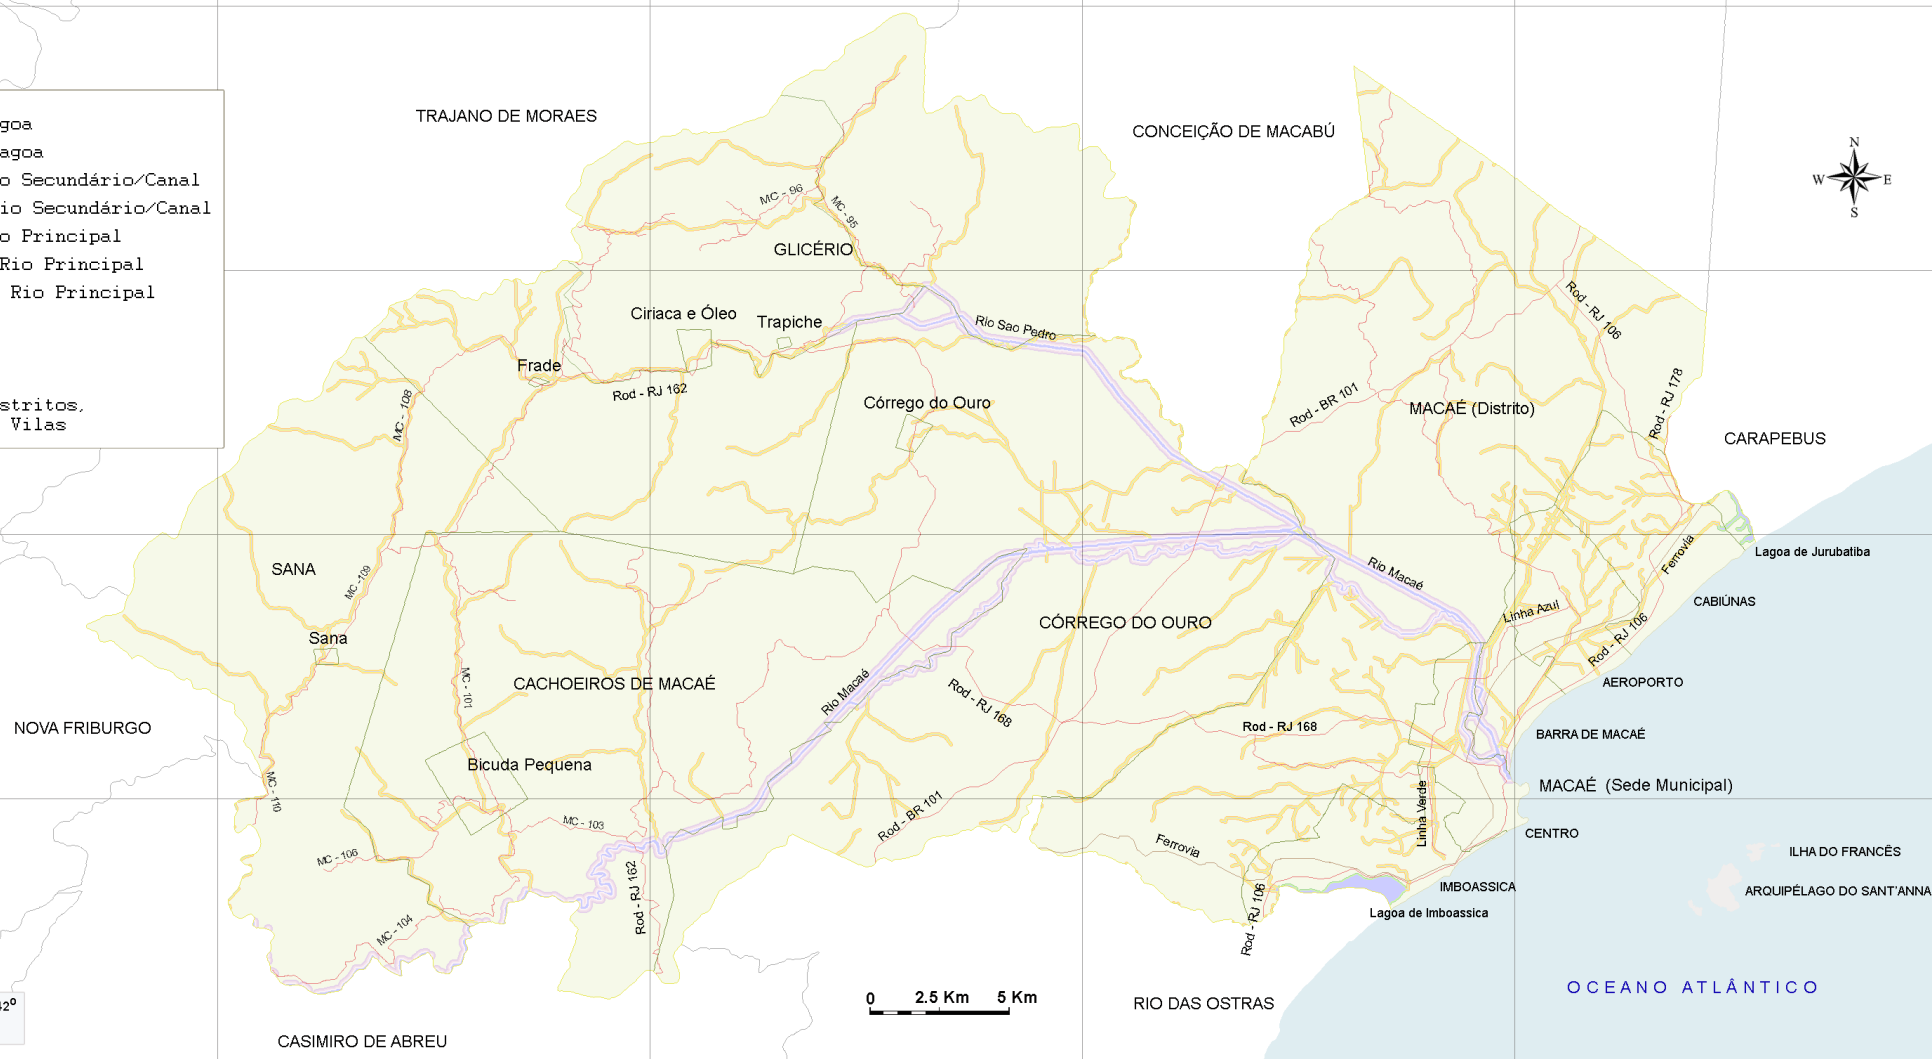 goa
agoa
o Secundário/Canal
io Secundário/Canal
o Principal
Rio Principal
Rio Principal
stritos,
Vilas
TRAJANO DE MORAES
CONCEIÇÃO DE MACABÚ
N
W
E
S
MC - 96
MC - 95
GLICÉRIO
Ciriaca e Óleo
Trapiche
Rio Sao Pedro
Rod - RJ 106
Frade
Rod - RJ 162
MC - 108
Córrego do Ouro
Rod - BR 101
MACAÉ (Distrito)
Rod - RJ 178
CARAPEBUS
Lagoa de Jurubatiba
Ferrovia
SANA
MC -109
Rio Macaé
CABIÚNAS
Linha Azul
CÓRREGO DO OURO
Sana
Rod - RJ 106
CACHOEIROS DE MACAÉ
MC - 101
Rio Macaé
Rod - RJ 168
AEROPORTO
NOVA FRIBURGO
Rod - RJ 168
BARRA DE MACAÉ
Bicuda Pequena
MC - 110
MACAÉ (Sede Municipal)
Linha Verde
MC - 103
Rod - BR 101
CENTRO
Ferrovia
MC - 106
ILHA DO FRANCÊS
Rod - RJ 162
IMBOASSICA
ARQUIPÉLAGO DO SANT'ANNA
Lagoa de Imboassica
Rod - RJ 106
MC - 104
OCEANO ATLÂNTICO
0 2.5 Km 5 Km
RIO DAS OSTRAS
CASIMIRO DE ABREU
42º